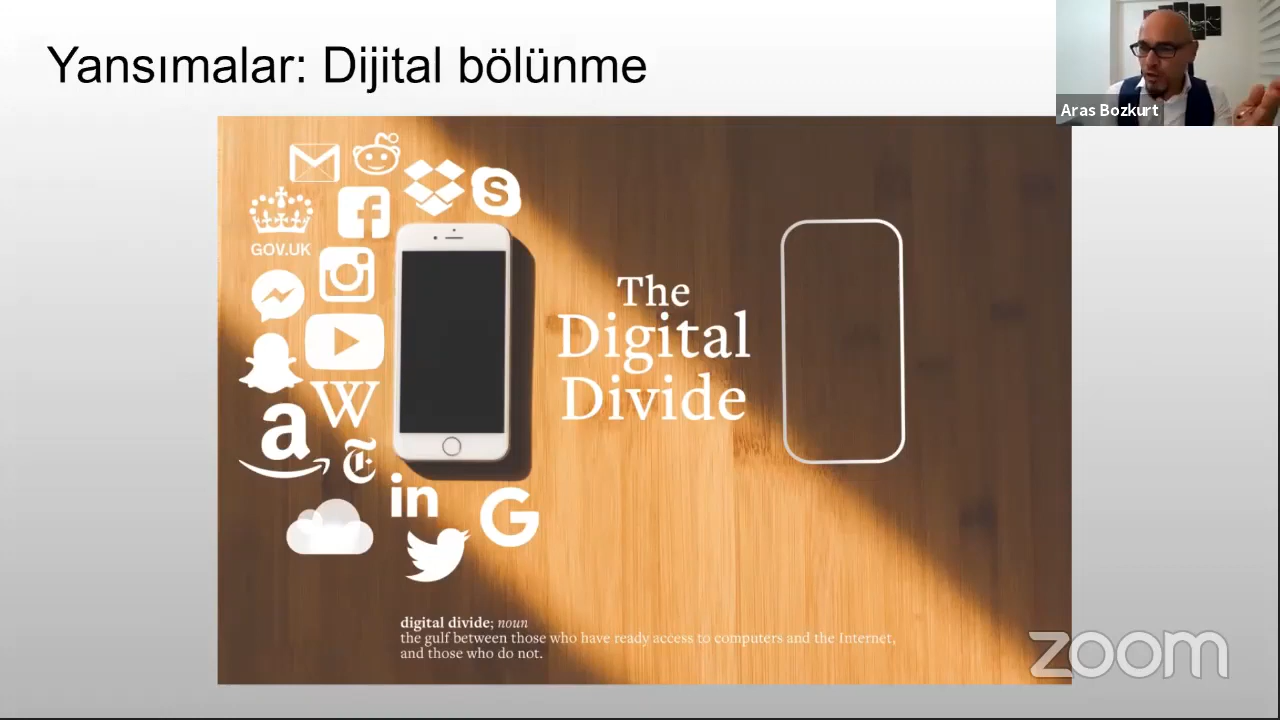 Yansımalar: Dijital bölünme
Aras Bozkurt
GOV.UK
The
Digital
Divide
digital divide; noun
the gulf between those who have ready access to computers and the Internet,
and those who do not.
zoom